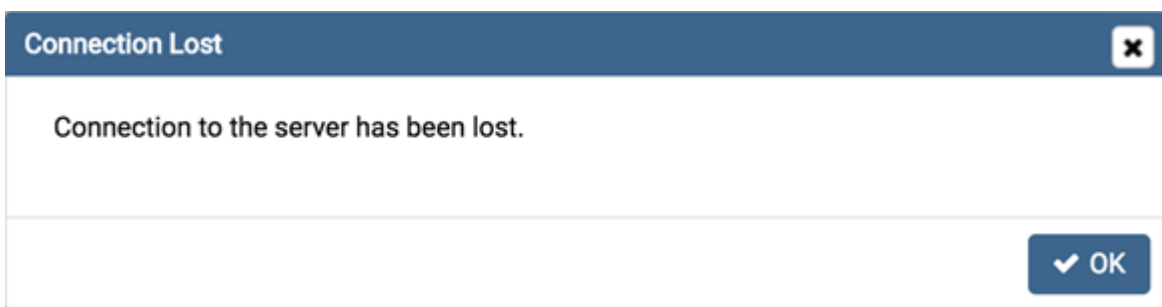 Connection Lost
Connection to the server has been lost.
OK